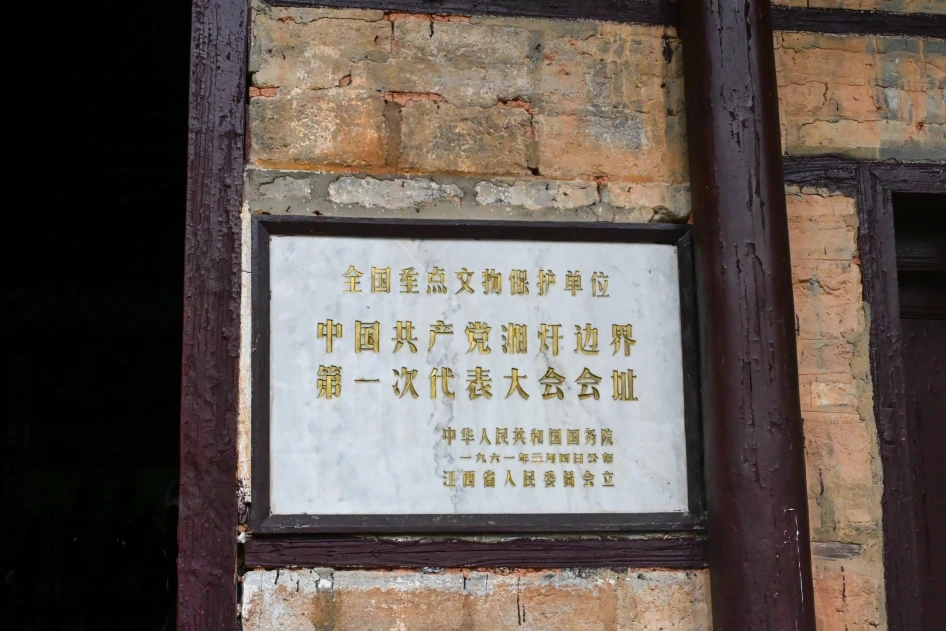 全国重点文物保护单位
中国共产党湘赣边界
第一次代表大会会址
中华人民共和国国务院
一九六一年三月四日公布
江西省人民委员会立